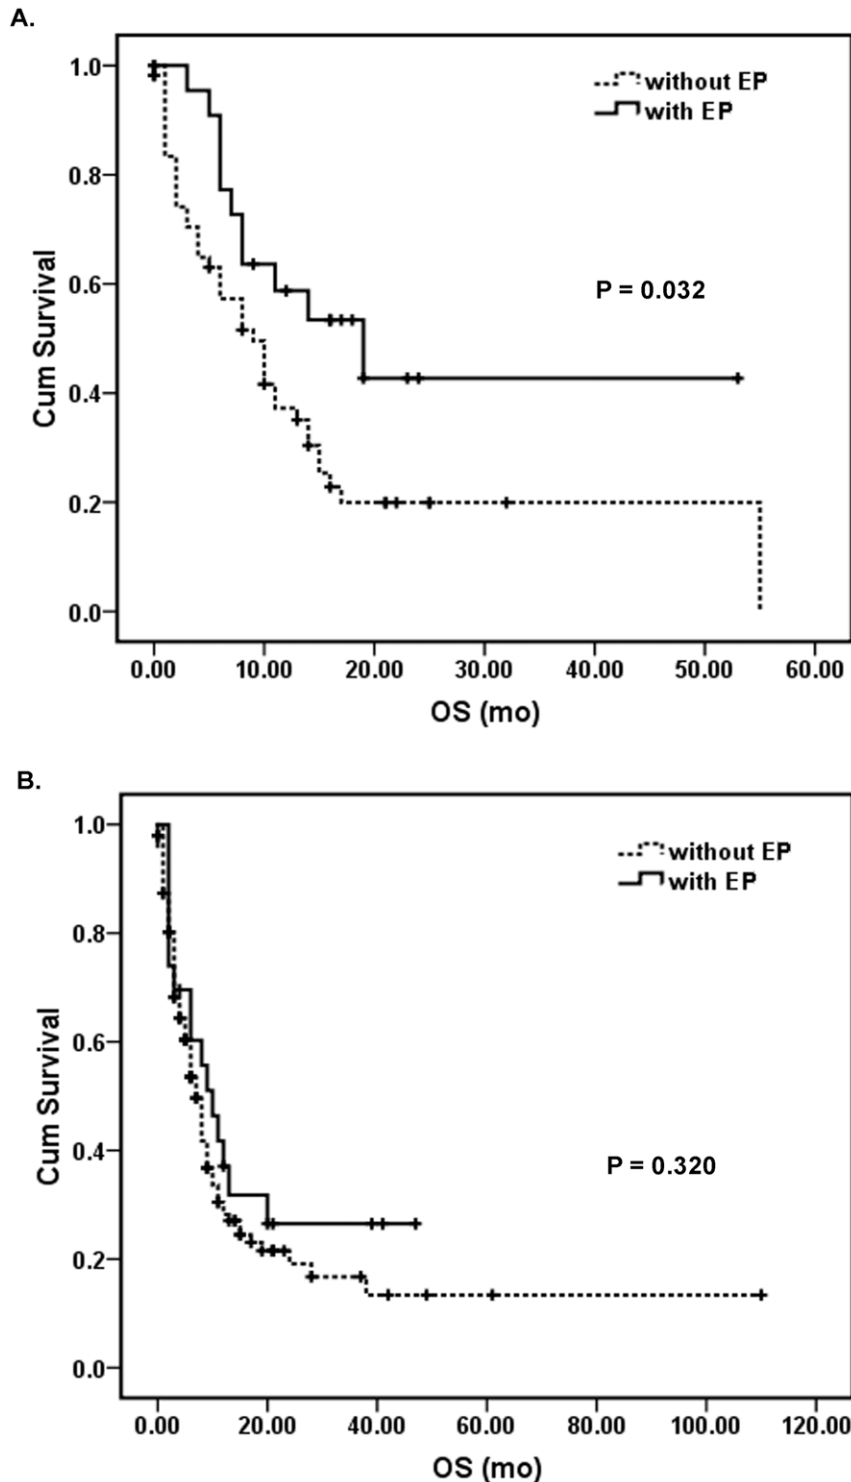 A.
without EP
with EP
P = 0.032
Cum Survival
1.0
0.8
0.6
0.4
0.2
0.0
0.00 10.00 20.00 30.00 40.00 50.00 60.00
OS (mo)
B.
without EP
with EP
P = 0.320
Cum Survival
1.0
0.8
0.6
0.4
0.2
0.0
0.00 20.00 40.00 60.00 80.00 100.00 120.00
OS (mo)